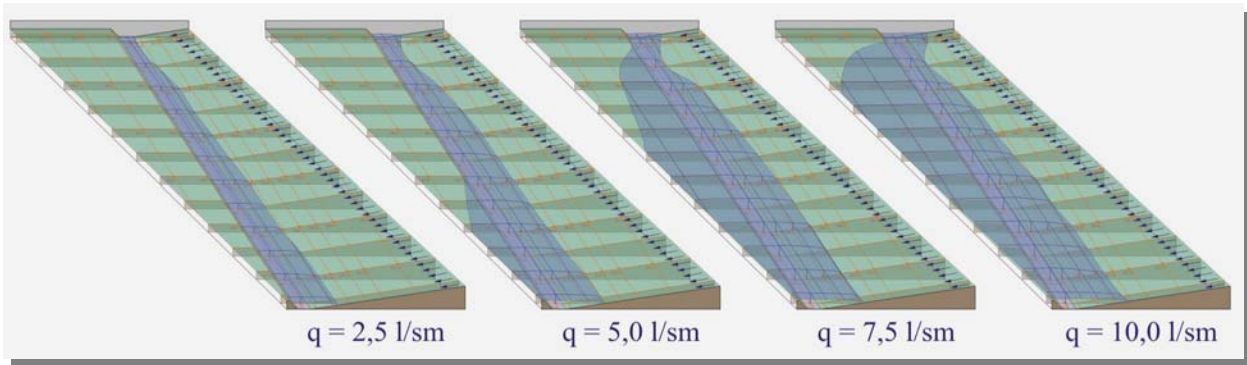 q = 2,5 l/sm
q = 5,0 l/sm
q = 7,5 l/sm
q = 10,0 l/sm